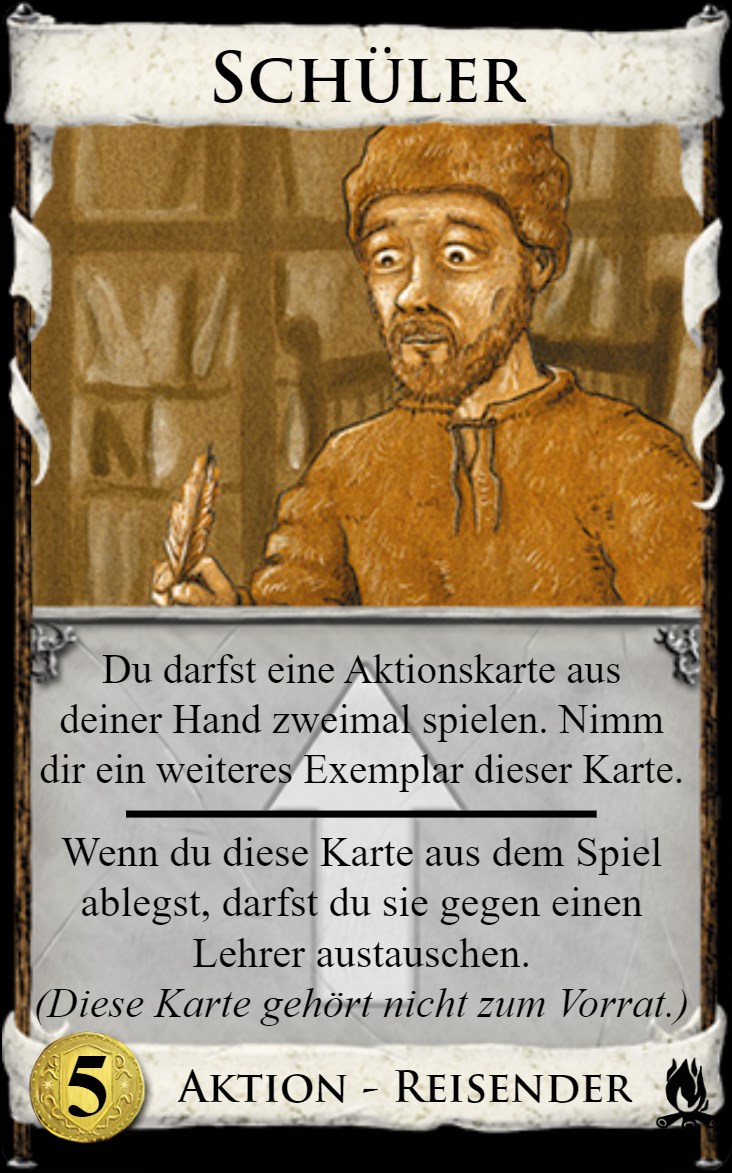 Schüler
Du darfst eine Aktionskarte aus
deiner Hand zweimal spielen. Nimm
dir ein weiteres Exemplar dieser Karte.
Wenn du diese Karte aus dem Spiel
ablegst, darfst du sie gegen einen
Lehrer austauschen.
(Diese Karte gehört nicht zum Vorrat.)
5 Aktion - Reisender